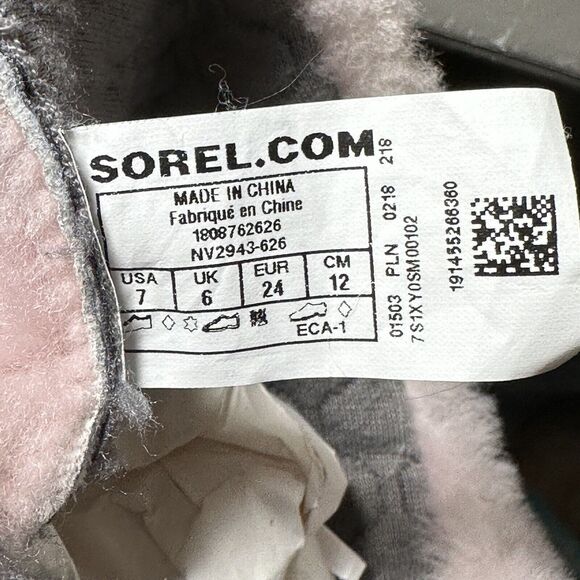 SOREL.COM
MADE IN CHINA
Fabriqué en Chine
1808762626
NV2943-626
USA UK EUR CM
7 6 24 12
ECA-1
01503 PLN 0218 218
7S1XY0SM00102
191455266360